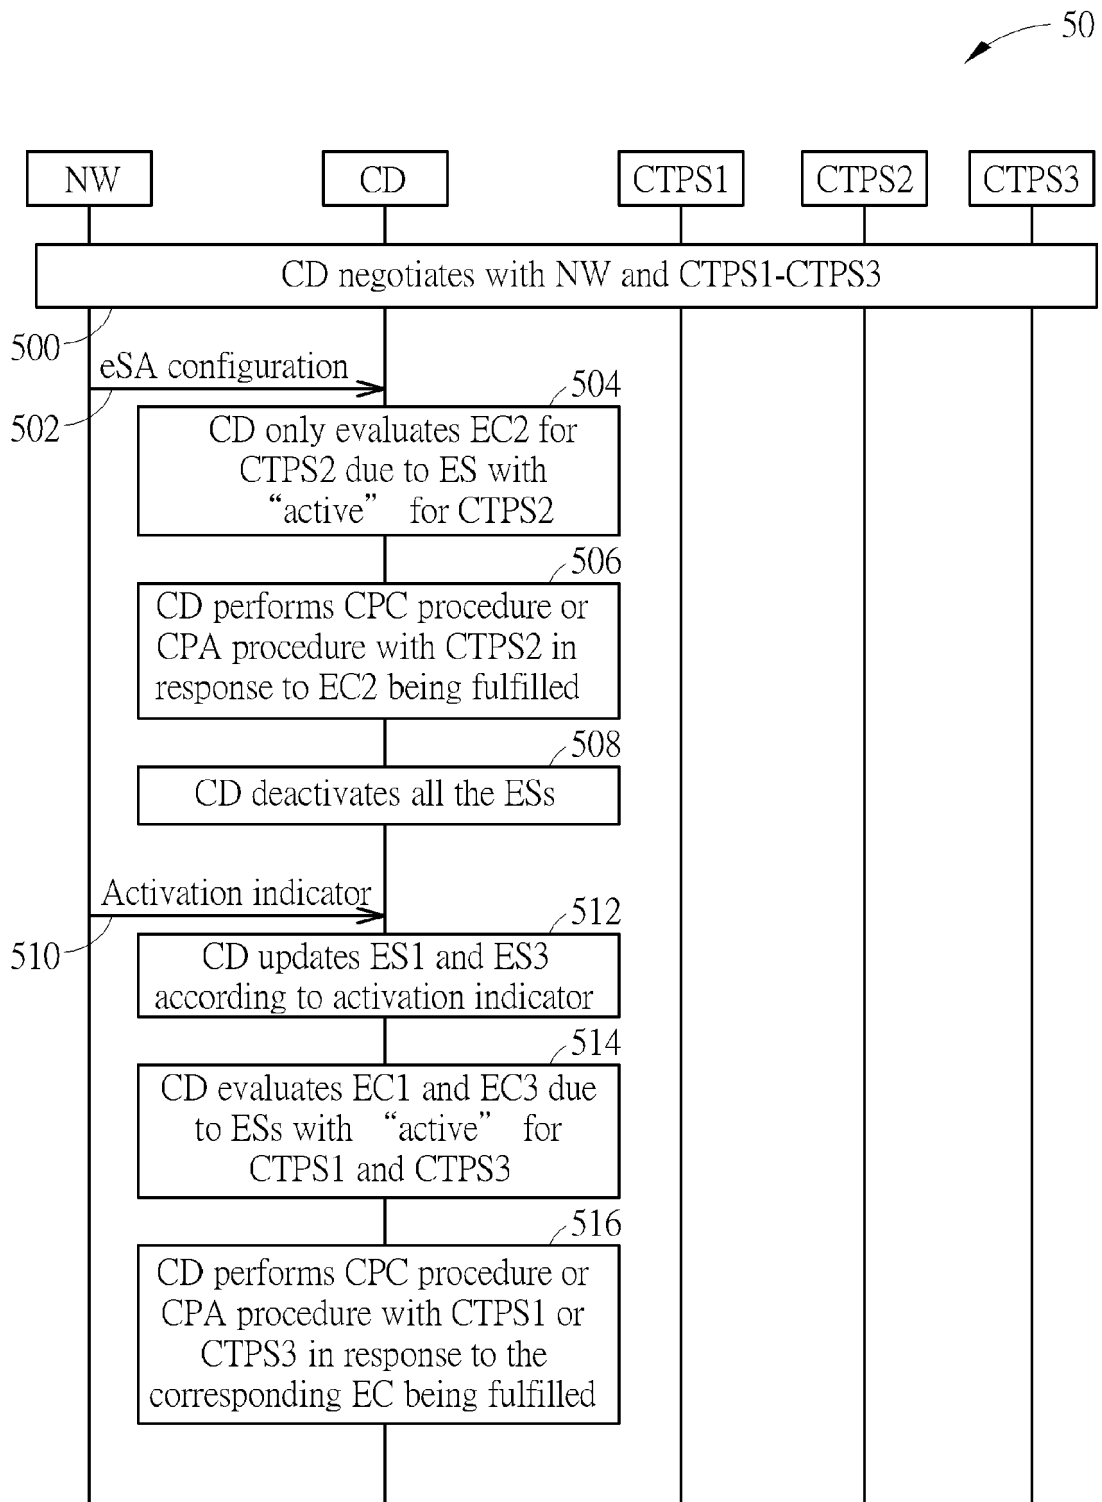 50
NW
CD
CTPS1
CTPS2
CTPS3
CD negotiates with NW and CTPS1-CTPS3
500
eSA configuration
502
504
CD only evaluates EC2 for
CTPS2 due to ES with
“active” for CTPS2
506
CD performs CPC procedure or
CPA procedure with CTPS2 in
response to EC2 being fulfilled
508
CD deactivates all the ESs
Activation indicator
510
512
CD updates ES1 and ES3
according to activation indicator
514
CD evaluates EC1 and EC3 due
to ESs with “active” for
CTPS1 and CTPS3
516
CD performs CPC procedure or
CPA procedure with CTPS1 or
CTPS3 in response to the
corresponding EC being fulfilled